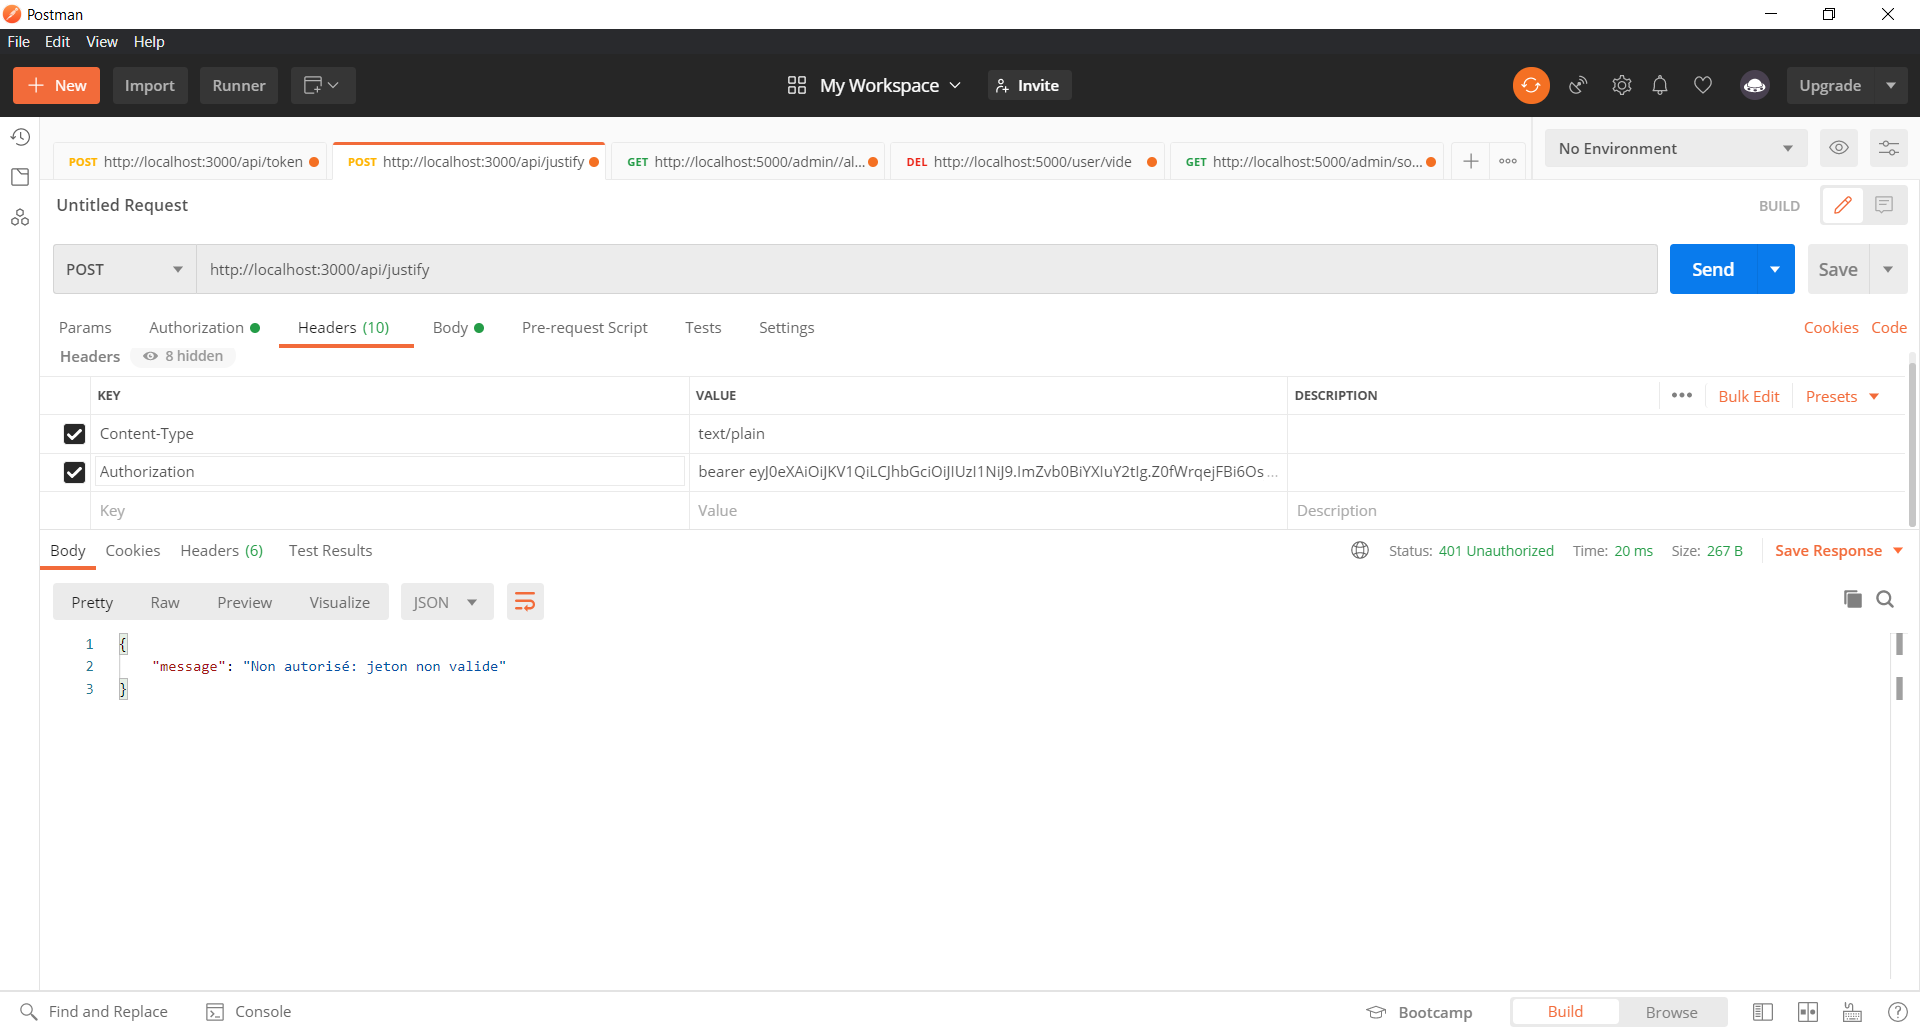 Postman
File Edit View Help
New Import Runner My Workspace Invite Upgrade
POST http://localhost:3000/api/token POST http://localhost:3000/api/justify GET http://localhost:5000/admin//al... DEL http://localhost:5000/user/vide GET http://localhost:5000/admin/so... No Environment
Untitled Request BUILD
POST http://localhost:3000/api/justify Send Save
Params Authorization Headers (10) Body Pre-request Script Tests Settings Cookies Code
Headers 8 hidden
KEY VALUE DESCRIPTION Bulk Edit Presets
Content-Type text/plain
Authorization bearer eyJ0eXAiOiJKV1QiLCJhbGciOiJIUzI1NiJ9.ImZvb0BiYXIuY2tIg.Z0fWrqejFBi6Os...
Key Value Description
Body Cookies Headers (6) Test Results Status: 401 Unauthorized Time: 20 ms Size: 267 B Save Response
Pretty Raw Preview Visualize JSON
1 {
2 "message": "Non autorisé: jeton non valide"
3 }
Find and Replace Console Bootcamp Build Browse